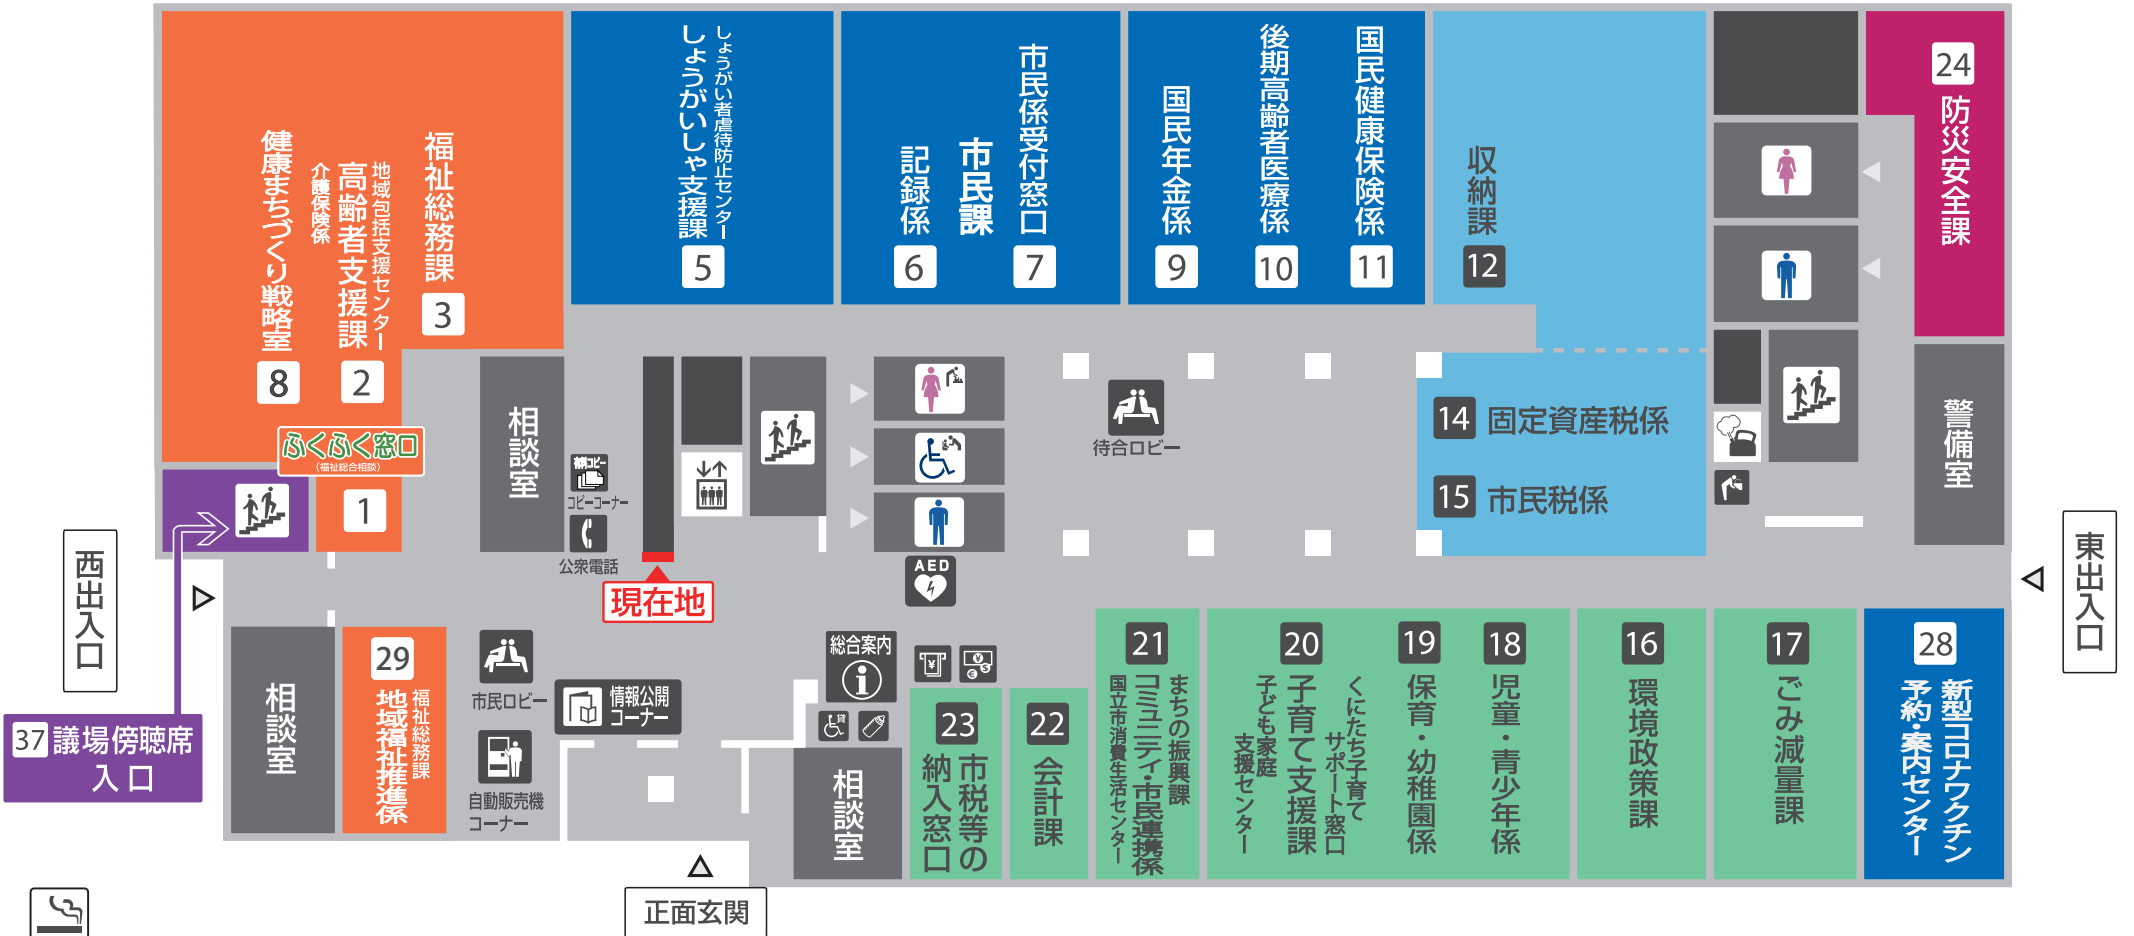 健康まちづくり戦略室
8
介護保険係
高齢者支援課
地域包括支援センター
2
福祉総務課
3
しょうがいしゃ支援課
しょうがい者虐待防止センター
5
記録係
6
市民課
市民係受付窓口
7
国民年金係
9
後期高齢者医療係
10
国民健康保険係
11
収納課
12
24
防災安全課
ふくふく窓口
(福祉総合相談)
1
相談室
複写コピー
コピーコーナー
公衆電話
現在地
AED
待合ロビー
14 固定資産税係
15 市民税係
警備室
西出入口
東出入口
37 議場傍聴席
入口
相談室
29
福祉総務課
地域福祉推進係
市民ロビー
自動販売機
コーナー
情報公開
コーナー
総合案内
貸
相談室
23
市税等の
納入窓口
22
会計課
21
まちの振興課
コミュニティ・市民連携係
国立市消費生活センター
20
くにたち子育て
サポート窓口
子育て支援課
子ども家庭
支援センター
19
保育・幼稚園係
18
児童・青少年係
16
環境政策課
17
ごみ減量課
28
新型コロナワクチン
予約・案内センター
正面玄関